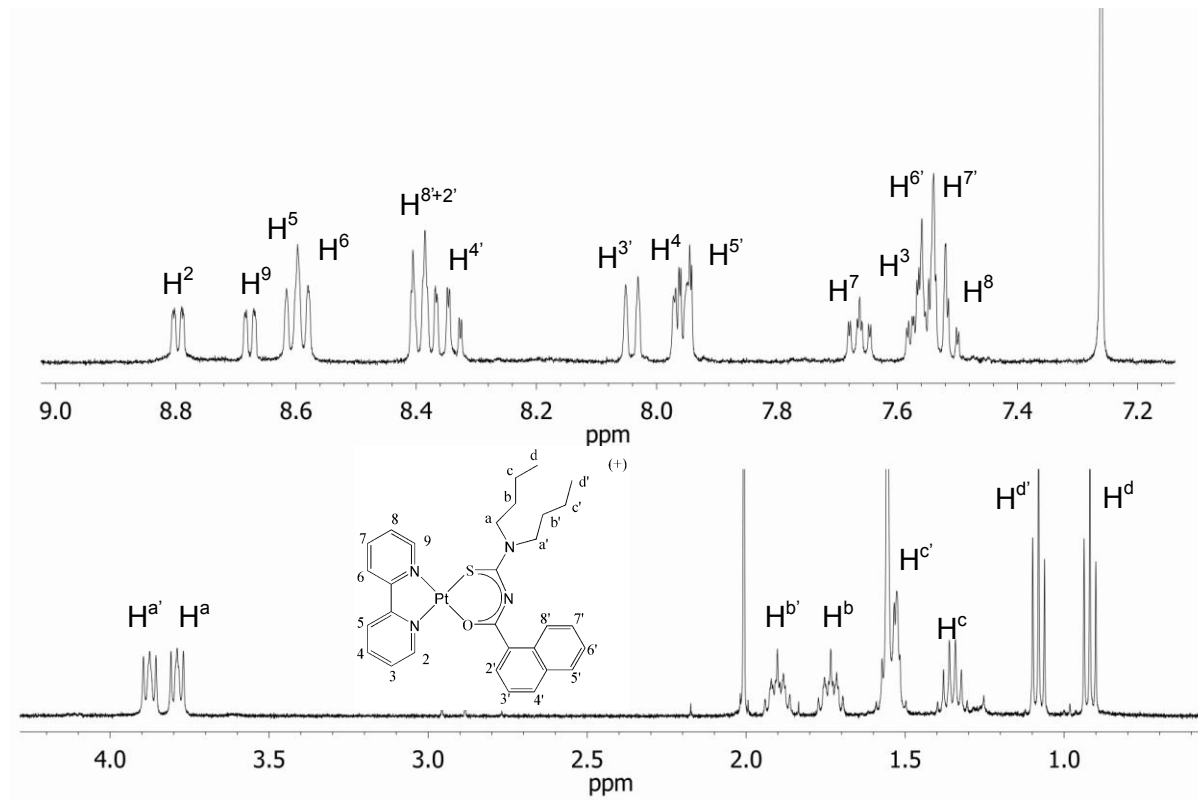 H2 H9 H5 H6 H8'+2' H4' H3' H4 H5' H7 H3 H6' H7' H8
9.0 8.8 8.6 8.4 8.2 8.0 7.8 7.6 7.4 7.2
ppm
Ha' Ha Hb' Hb Hc' Hc Hd' Hd
d (+)
c d'
b c'
8 a b'
7 9 N a'
6 N S
Pt N
5 N O 8' 7'
4 2 2' 6'
3 3' 4' 5'
4.0 3.5 3.0 2.5 2.0 1.5 1.0
ppm